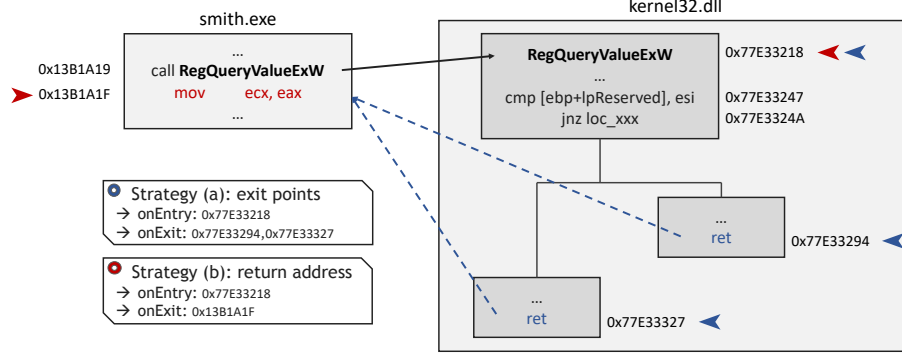 smith.exe
kernel32.dll
...
0x13B1A19
call RegQueryValueExW
0x13B1A1F
mov ecx, eax
...
RegQueryValueExW
0x77E33218
...
cmp [ebp+lpReserved], esi
0x77E33247
jnz loc_xxx
0x77E3324A
Strategy (a): exit points
→ onEntry: 0x77E33218
→ onExit: 0x77E33294,0x77E33327
Strategy (b): return address
→ onEntry: 0x77E33218
→ onExit: 0x13B1A1F
...
ret
0x77E33294
...
ret
0x77E33327